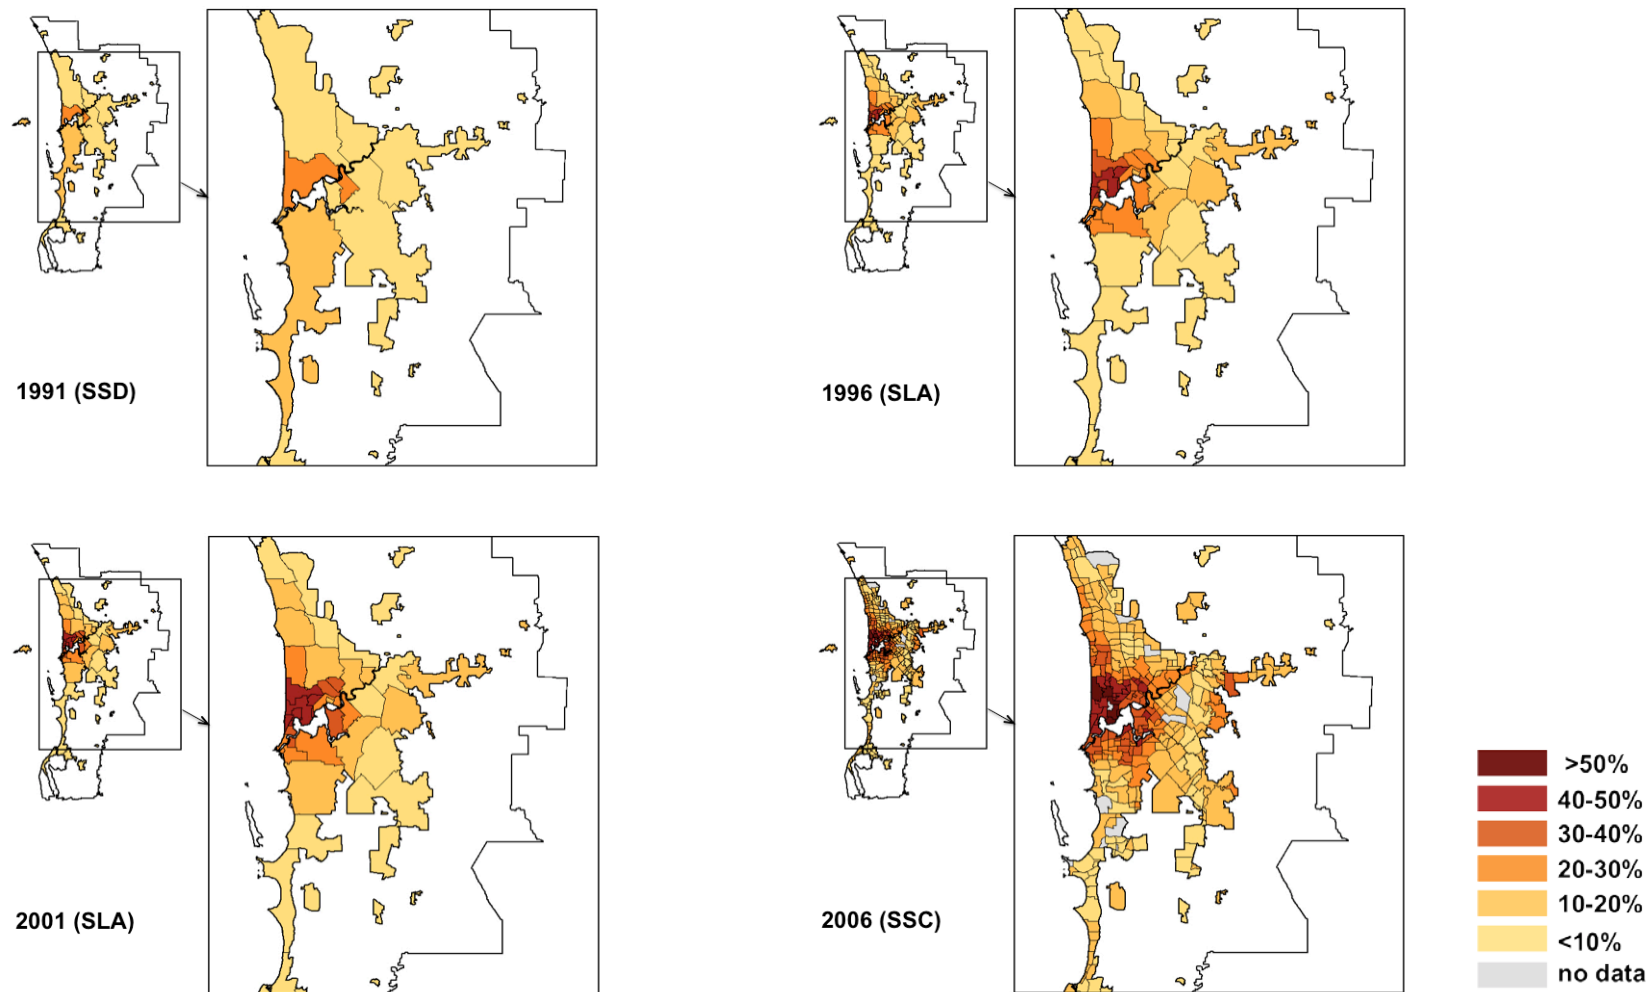 1991 (SSD)
1996 (SLA)
2001 (SLA)
2006 (SSC)
>50%
40-50%
30-40%
20-30%
10-20%
<10%
no data